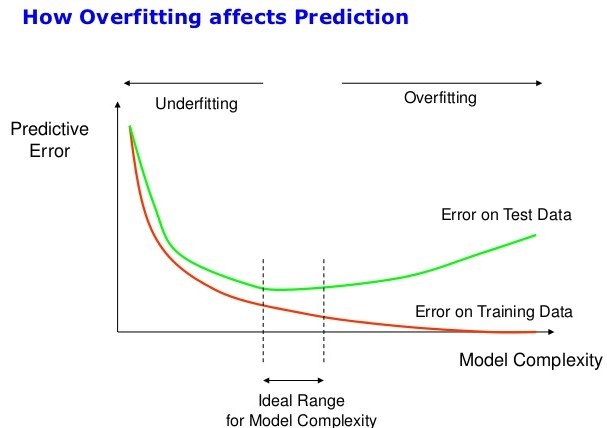 How Overfitting affects Prediction
Underfitting
Overfitting
Predictive
Error
Error on Test Data
Error on Training Data
Model Complexity
Ideal Range
for Model Complexity